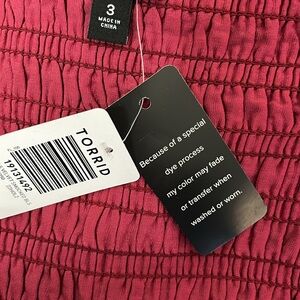 3
MADE IN
CHINA
TORRID
19131492
Because of a special
dye process
my color may fade
or transfer when
washed or worn.